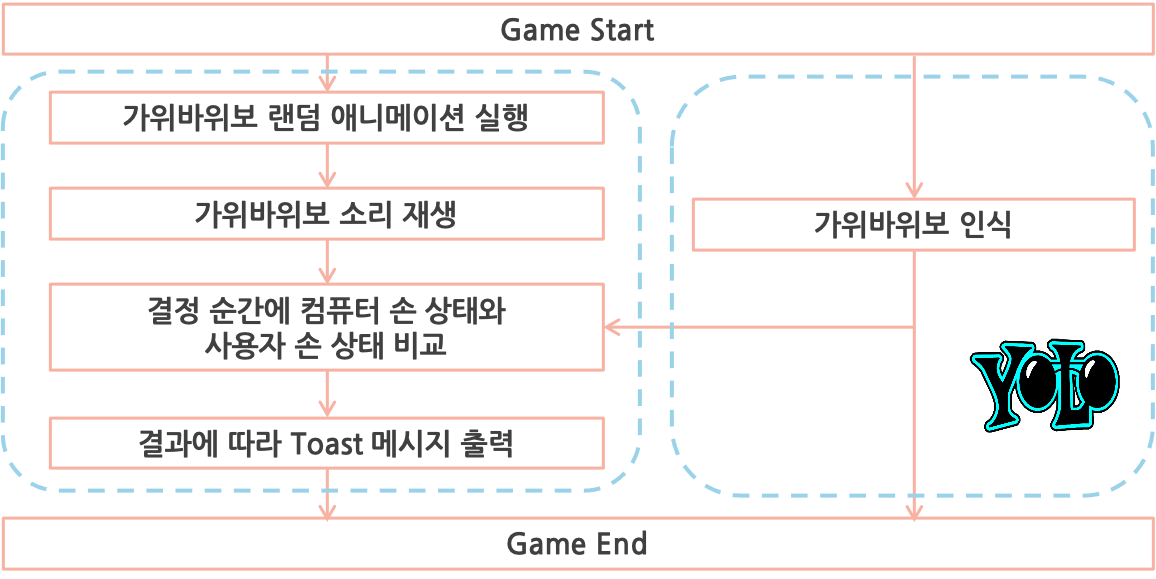 Game Start
가위바위보 랜덤 애니메이션 실행
가위바위보 소리 재생
결정 순간에 컴퓨터 손 상태와
사용자 손 상태 비교
결과에 따라 Toast 메시지 출력
가위바위보 인식
YOLO
Game End